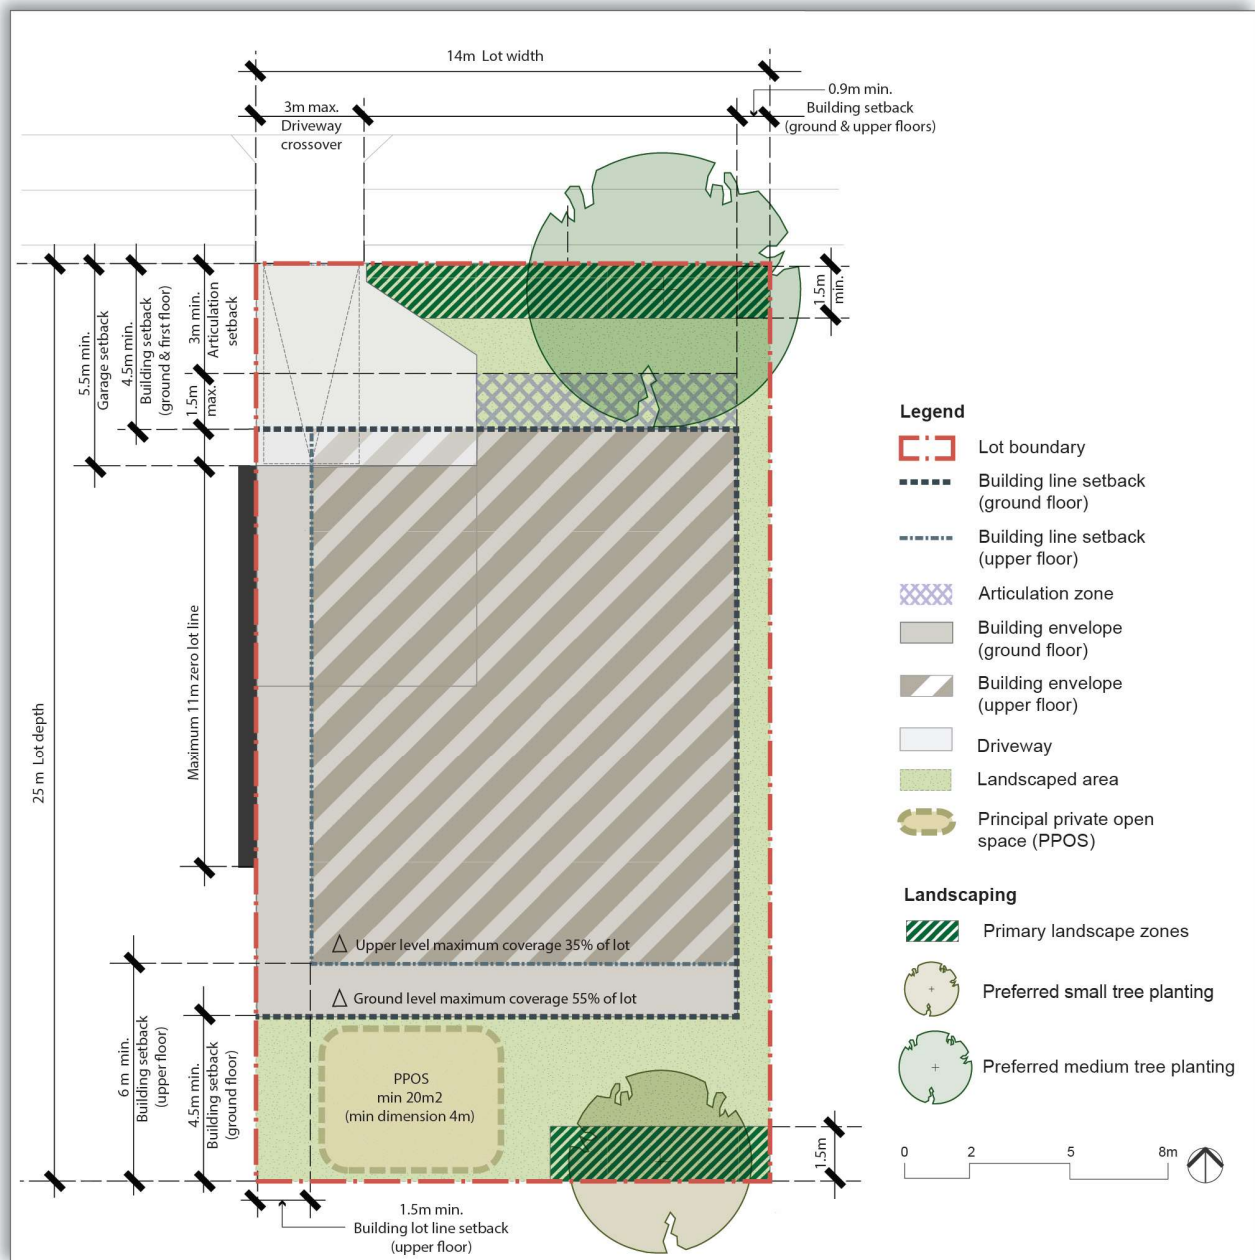 14m Lot width
3m max.
Driveway
crossover
0.9m min.
Building setback
(ground & upper floors)
5.5m min.
Garage setback
4.5m min.
Building setback
(ground & first floor)
3m min.
Articulation
setback
1.5m
max.
1.5m
min.
25 m Lot depth
Maximum 11m zero lot line
Upper level maximum coverage 35% of lot
Ground level maximum coverage 55% of lot
6 m min.
Building setback
(upper floor)
4.5m min.
Building setback
(ground floor)
PPOS
min 20m2
(min dimension 4m)
1.5m
1.5m min.
Building lot line setback
(upper floor)
Legend
Lot boundary
Building line setback
(ground floor)
Building line setback
(upper floor)
Articulation zone
Building envelope
(ground floor)
Building envelope
(upper floor)
Driveway
Landscaped area
Principal private open
space (PPOS)
Landscaping
Primary landscape zones
Preferred small tree planting
Preferred medium tree planting
0 2 5 8m